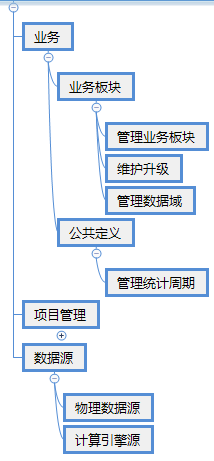 业务
业务板块
管理业务板块
维护升级
管理数据域
公共定义
管理统计周期
项目管理
数据源
物理数据源
计算引擎源